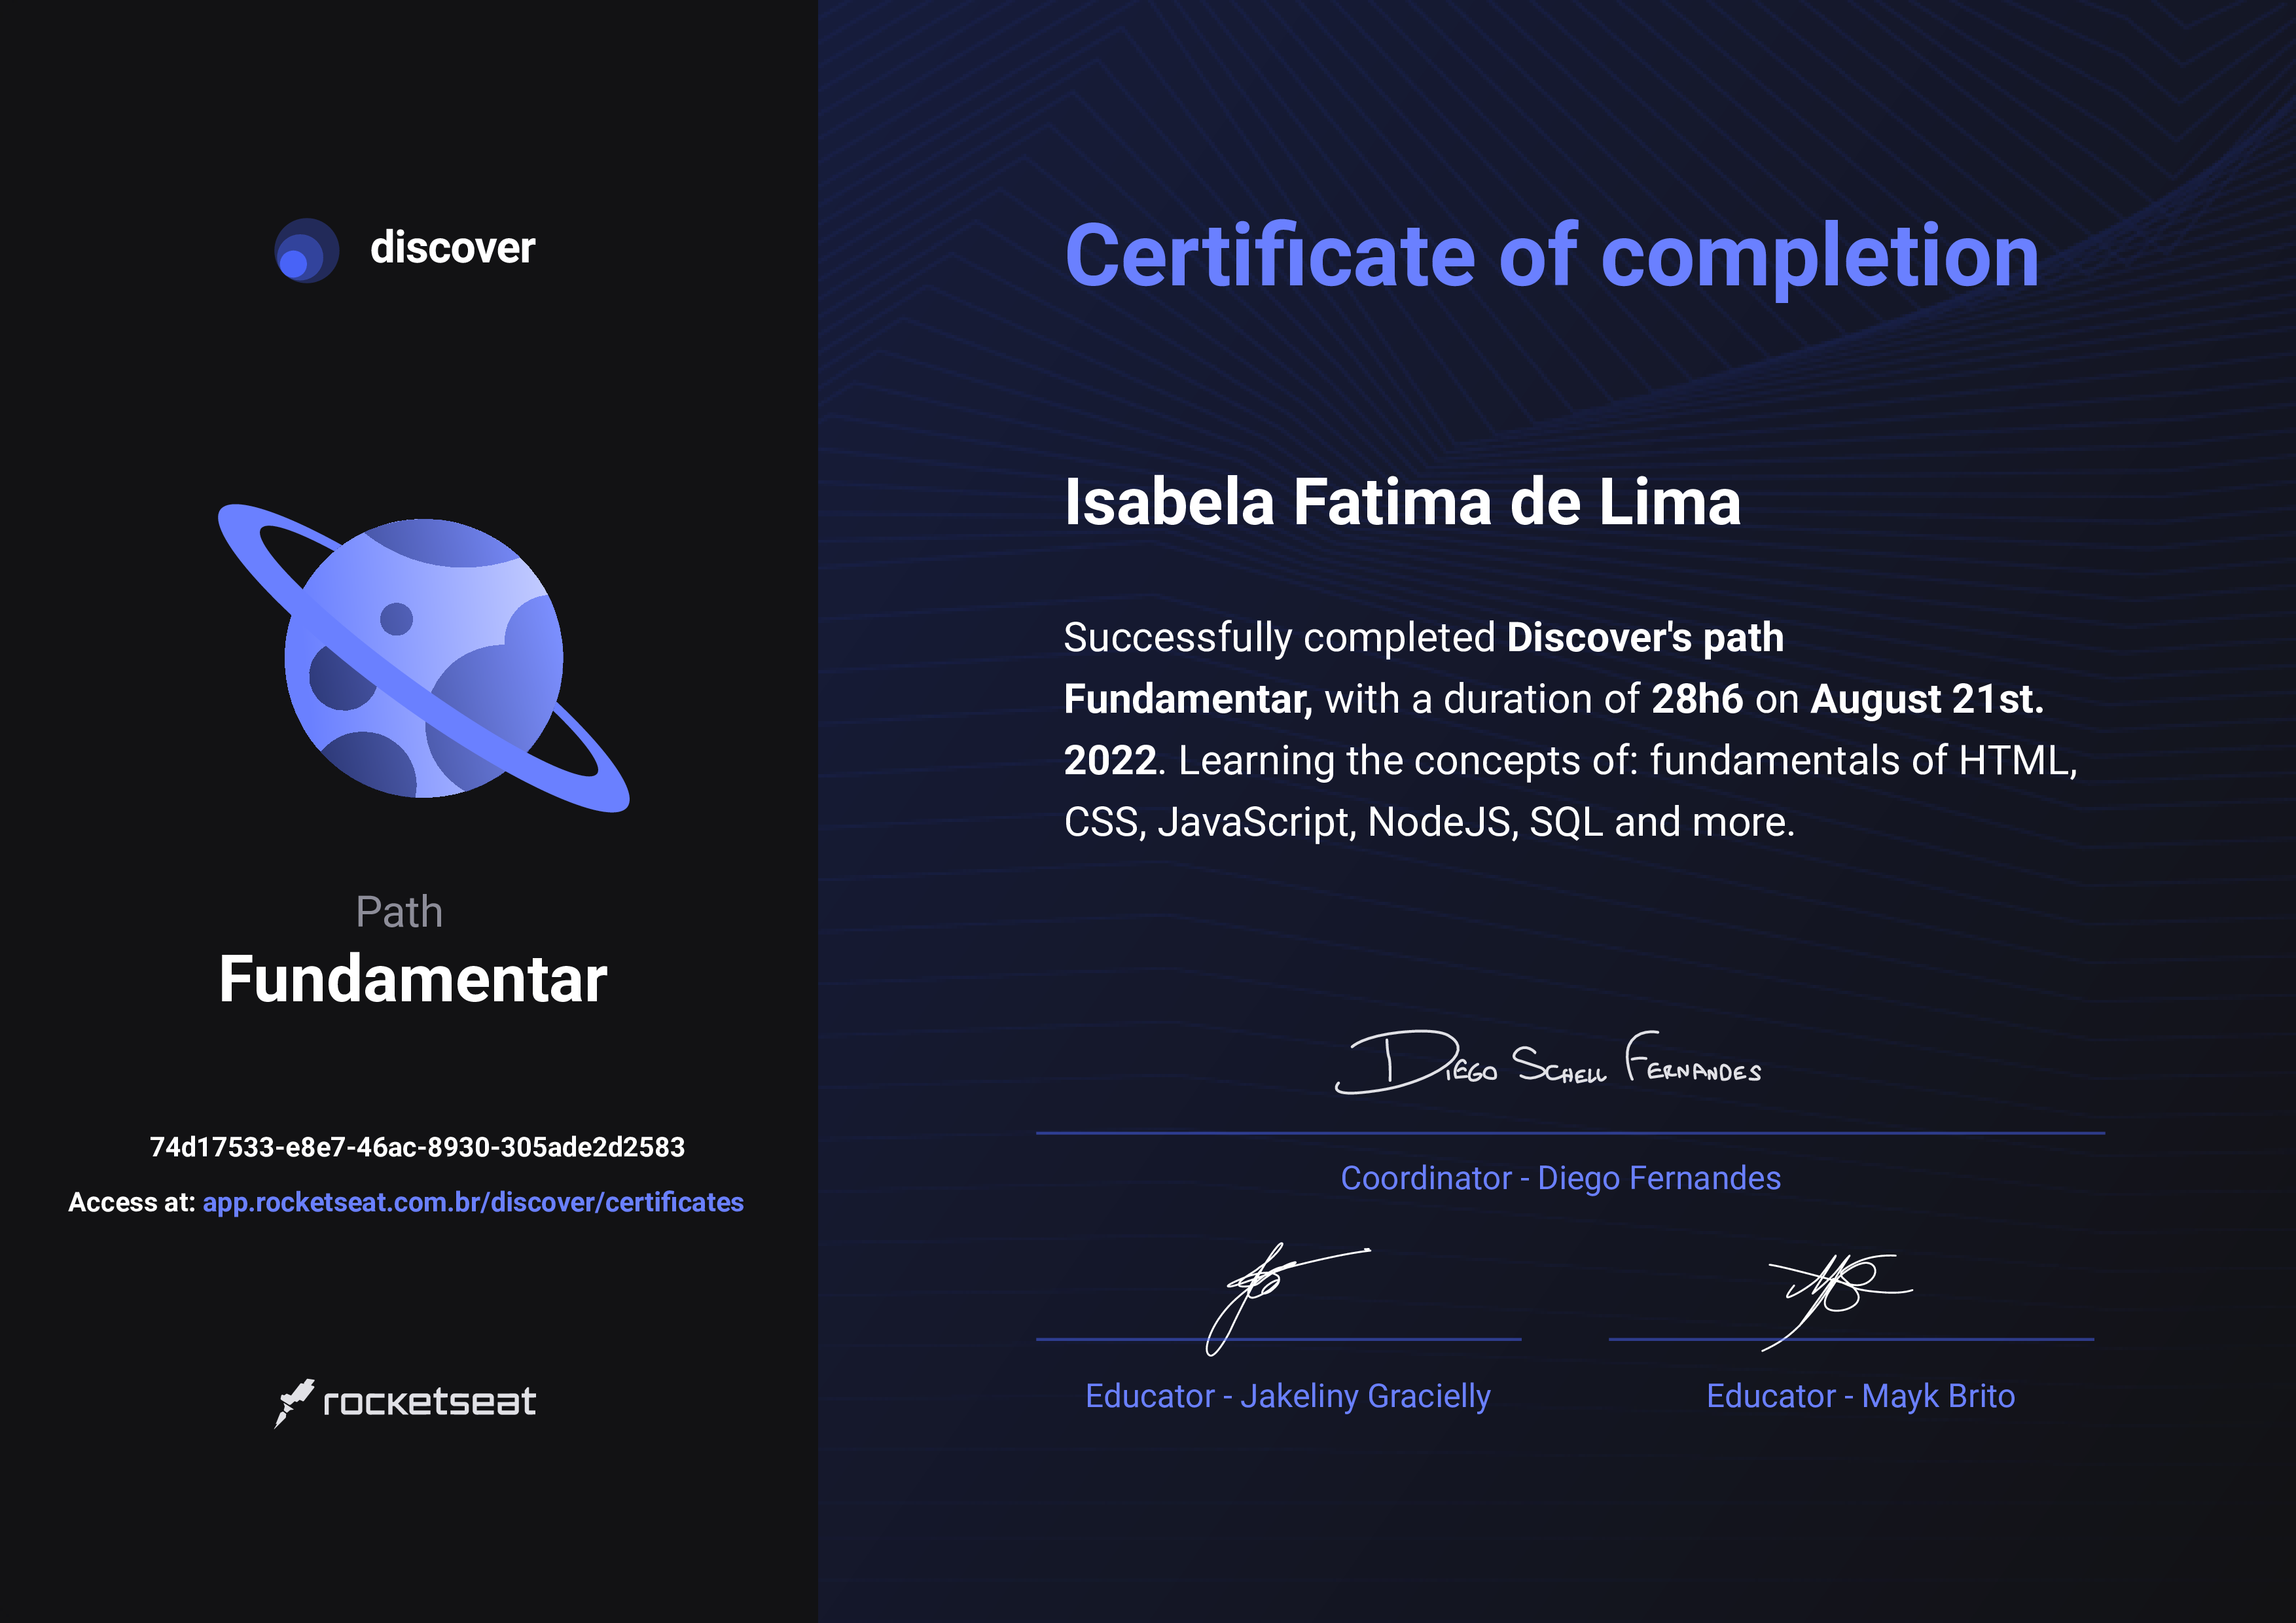 discover
Path
Fundamentar
74d17533-e8e7-46ac-8930-305ade2d2583
Access at: app.rocketseat.com.br/discover/certificates
rocketseat
Certificate of completion
Isabela Fatima de Lima
Successfully completed Discover's path
Fundamentar, with a duration of 28h6 on August 21st.
2022. Learning the concepts of: fundamentals of HTML,
CSS, JavaScript, NodeJS, SQL and more.
Diego Schell Fernandes
Coordinator - Diego Fernandes
Educator - Jakeliny Gracielly
Educator - Mayk Brito